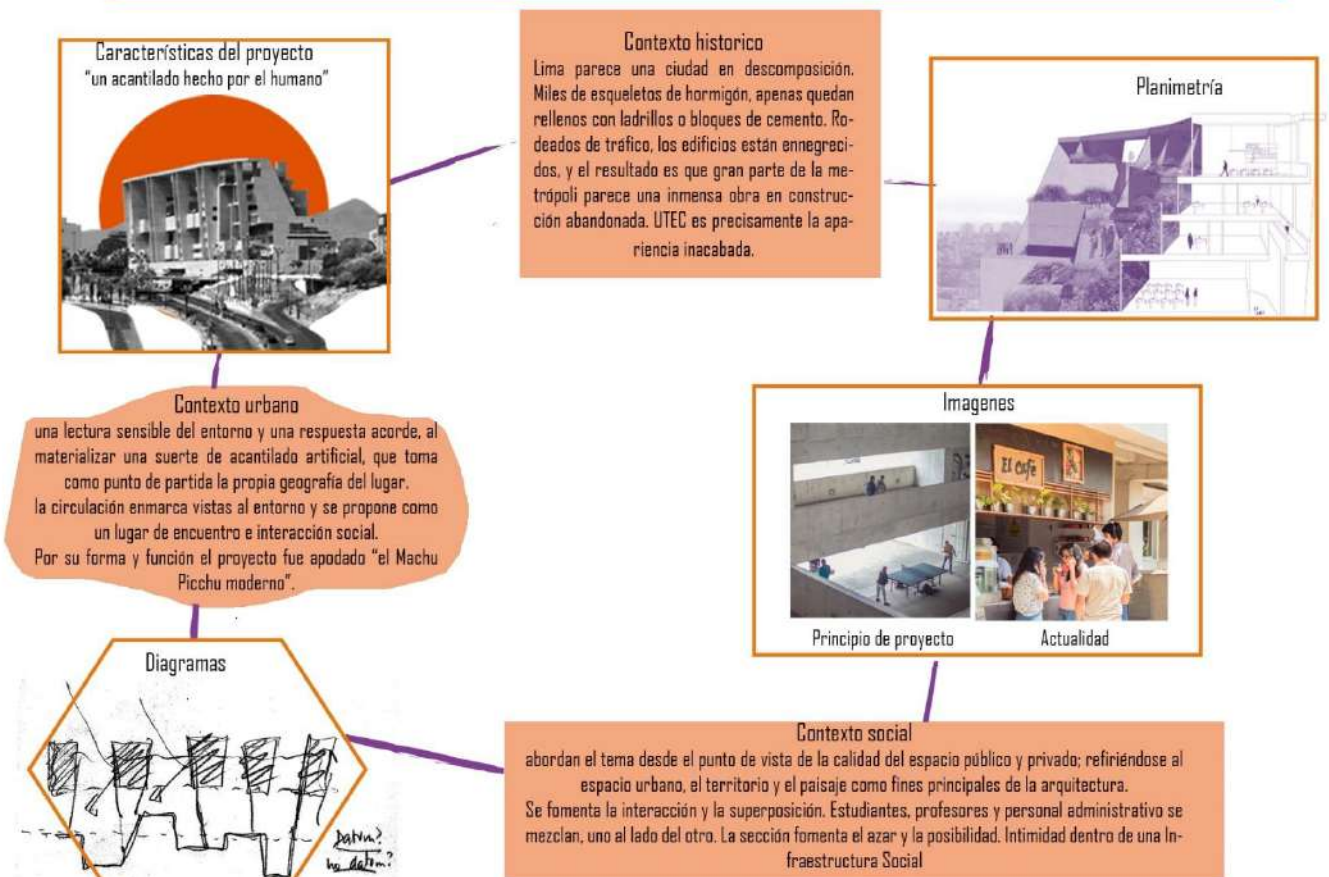 Características del proyecto
"un acantilado hecho por el humano"
Contexto historico
Lima parece una ciudad en descomposición.
Miles de esqueletos de hormigón, apenas quedan
rellenos con ladrillos o bloques de cemento. Ro-
deados de tráfico, los edificios están ennegreci-
dos, y el resultado es que gran parte de la me-
trópoli parece una inmensa obra en construc-
ción abandonada. UTEC es precisamente la apa-
riencia inacabada.
Planimetría
Contexto urbano
una lectura sensible del entorno y una respuesta acorde, al
materializar una suerte de acantilado artificial, que toma
como punto de partida la propia geografía del lugar.
la circulación enmarca vistas al entorno y se propone como
un lugar de encuentro e interacción social.
Por su forma y función el proyecto fue apodado "el Machu
Picchu moderno".
Imagenes
El Café
Principio de proyecto
Actualidad
Diagramas
Datum?
no datum?
Contexto social
abordan el tema desde el punto de vista de la calidad del espacio público y privado; refiriéndose al
espacio urbano, el territorio y el paisaje como fines principales de la arquitectura.
Se fomenta la interacción y la superposición. Estudiantes, profesores y personal administrativo se
mezclan, uno al lado del otro. La sección fomenta el azar y la posibilidad. Intimidad dentro de una In-
fraestructura Social